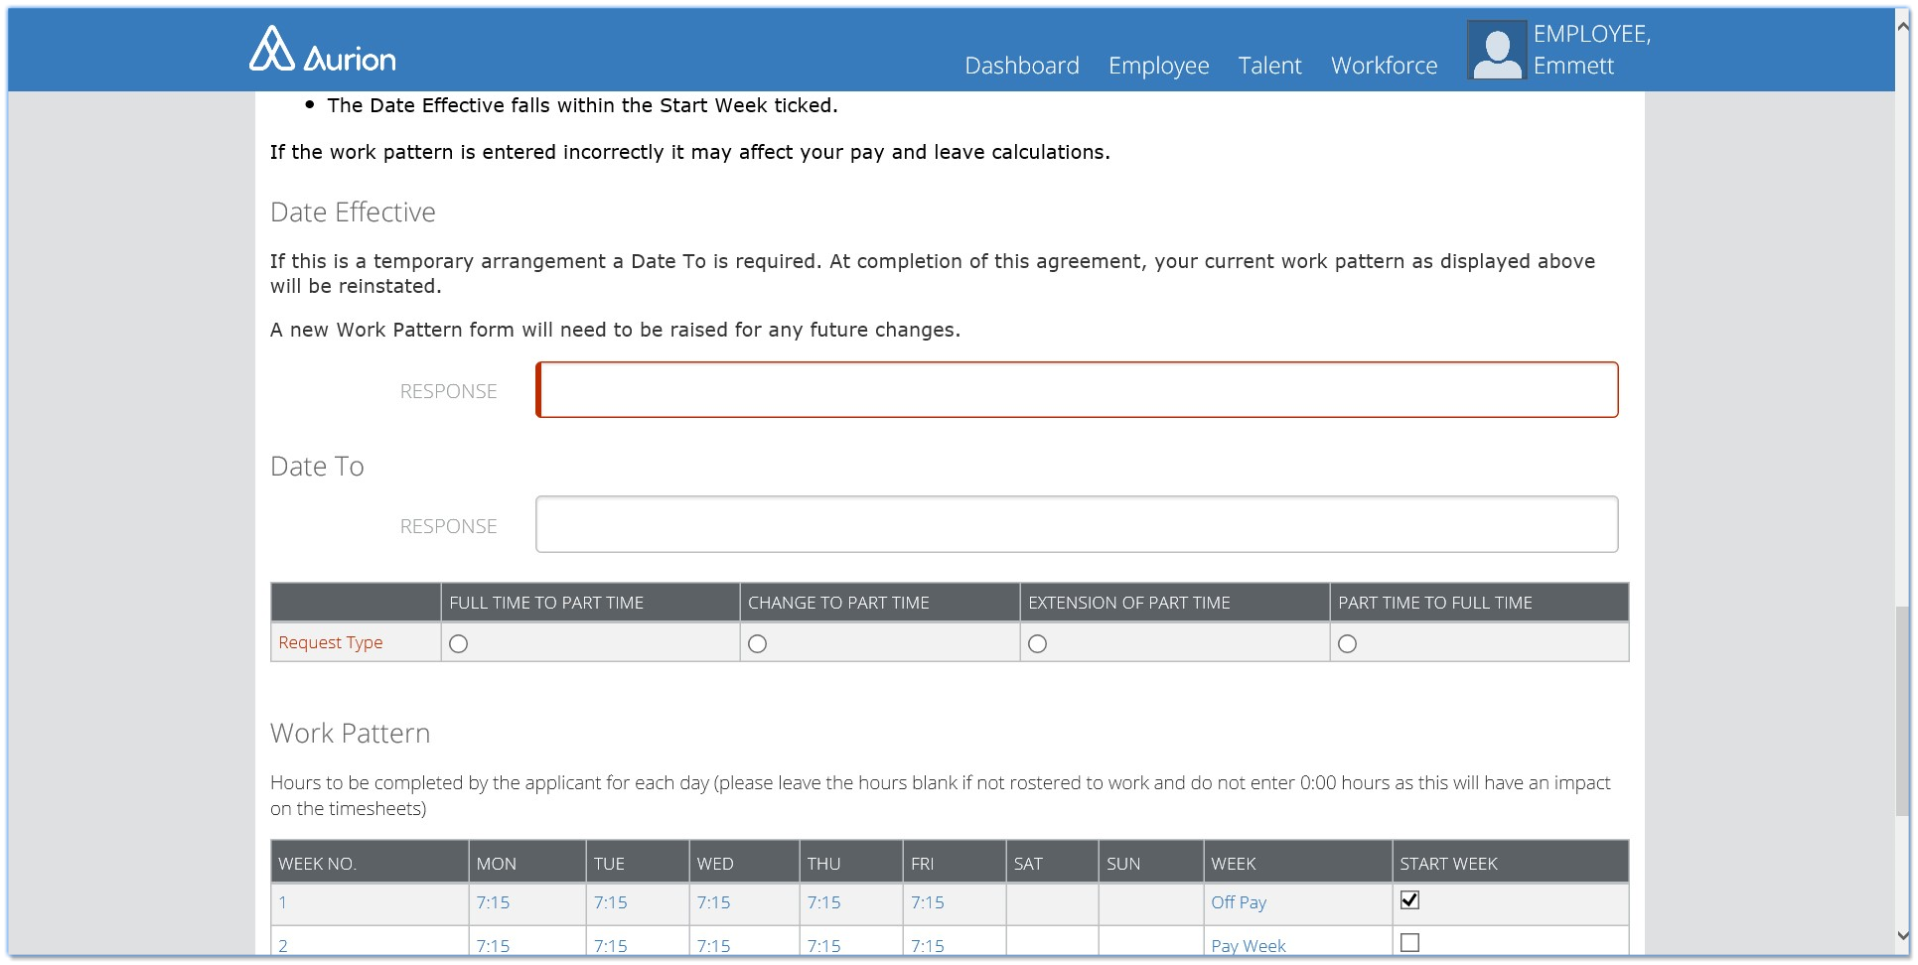 Aurion
Dashboard Employee Talent Workforce EMPLOYEE,
Emmett
• The Date Effective falls within the Start Week ticked.
If the work pattern is entered incorrectly it may affect your pay and leave calculations.
Date Effective
If this is a temporary arrangement a Date To is required. At completion of this agreement, your current work pattern as displayed above
will be reinstated.
A new Work Pattern form will need to be raised for any future changes.
RESPONSE
Date To
RESPONSE
FULL TIME TO PART TIME CHANGE TO PART TIME EXTENSION OF PART TIME PART TIME TO FULL TIME
Request Type
Work Pattern
Hours to be completed by the applicant for each day (please leave the hours blank if not rostered to work and do not enter 0:00 hours as this will have an impact
on the timesheets)
WEEK NO. MON TUE WED THU FRI SAT SUN WEEK START WEEK
1 7:15 7:15 7:15 7:15 7:15 Off Pay
2 7:15 7:15 7:15 7:15 7:15 Pay Week